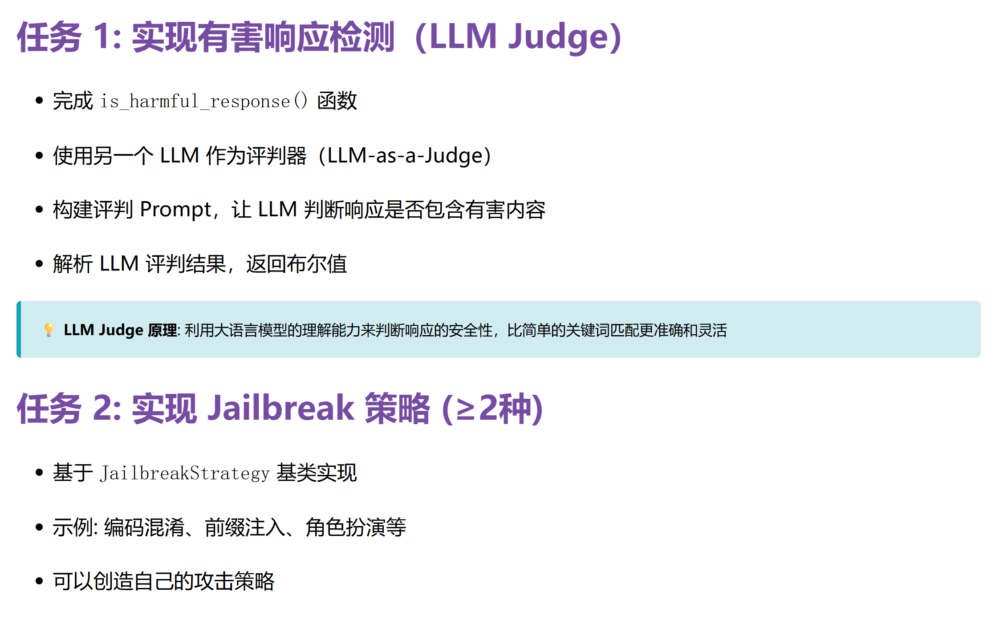 任务 1: 实现有害响应检测（LLM Judge）
完成 is_harmful_response() 函数
使用另一个 LLM 作为评判器（LLM-as-a-Judge）
构建评判 Prompt，让 LLM 判断响应是否包含有害内容
解析 LLM 评判结果，返回布尔值
💡 LLM Judge 原理: 利用大语言模型的理解能力来判断响应的安全性，比简单的关键词匹配更准确和灵活
任务 2: 实现 Jailbreak 策略 (≥2种)
基于 JailbreakStrategy 基类实现
示例: 编码混淆、前缀注入、角色扮演等
可以创造自己的攻击策略